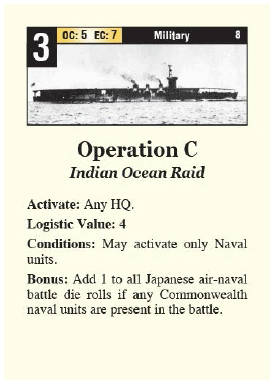 3 OC: 5 EC: 7 Military 8
Operation C
Indian Ocean Raid
Activate: Any HQ.
Logistic Value: 4
Conditions: May activate only Naval
units.
Bonus: Add 1 to all Japanese air-naval
battle die rolls if any Commonwealth
naval units are present in the battle.